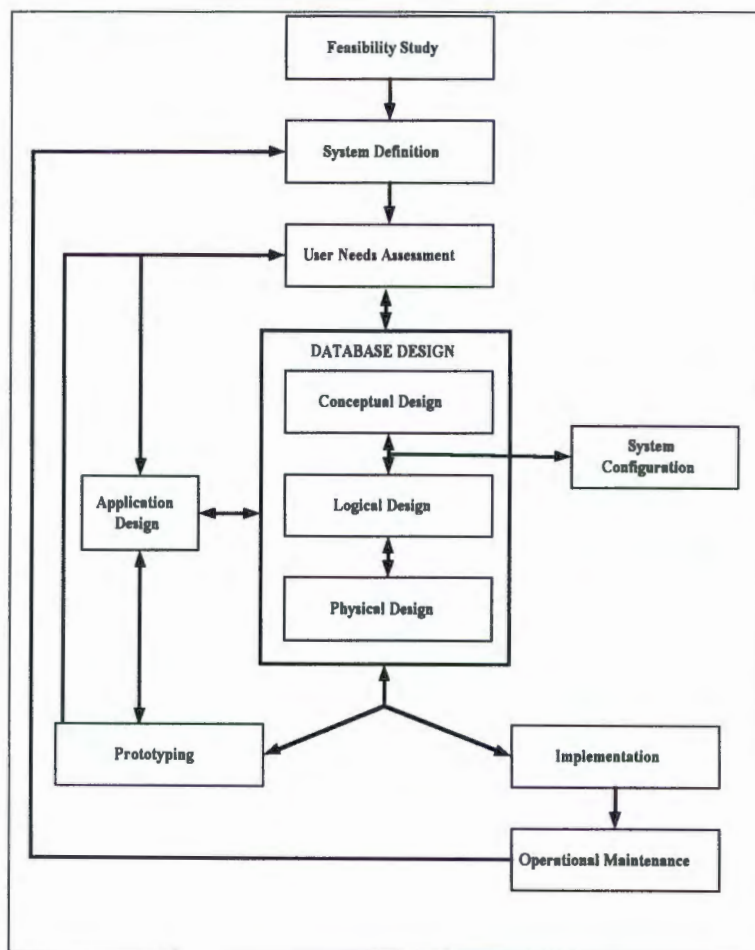 Feasibility Study
System Definition
User Needs Assessment
DATABASE DESIGN
Conceptual Design
System
Configuration
Application
Design
Logical Design
Physical Design
Prototyping
Implementation
Operational Maintenance